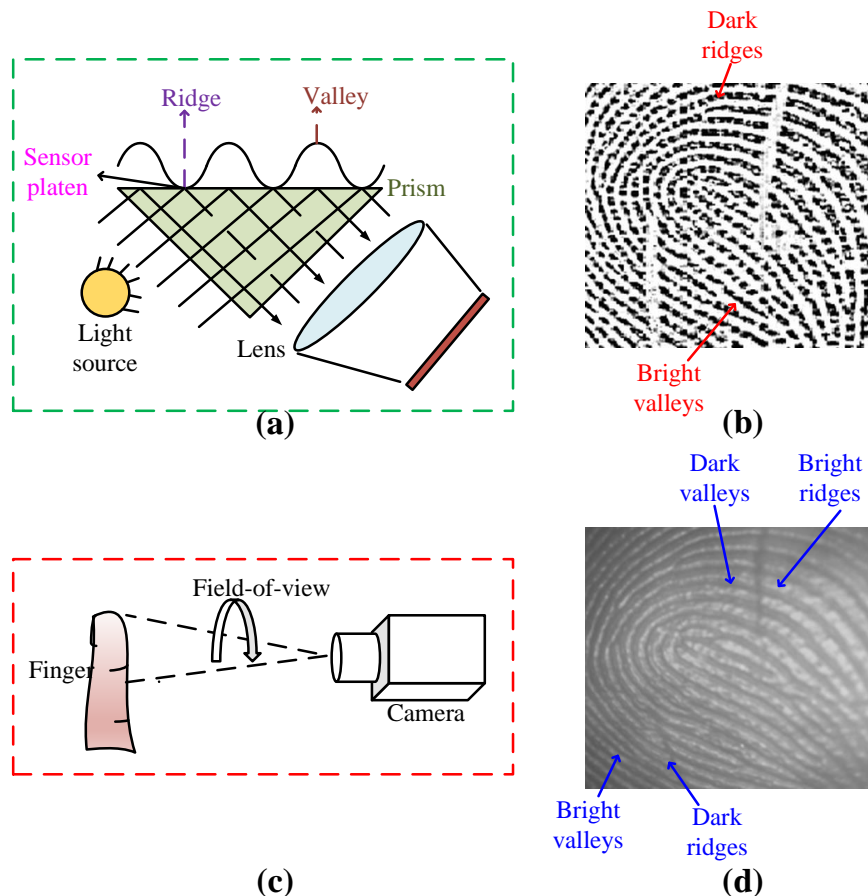 Ridge
Valley
Sensor
platen
Prism
Light
source
Lens
(a)
Dark
ridges
Bright
valleys
(b)
Field-of-view
Finger
Camera
(c)
Dark
valleys
Bright
ridges
Bright
valleys
Dark
ridges
(d)